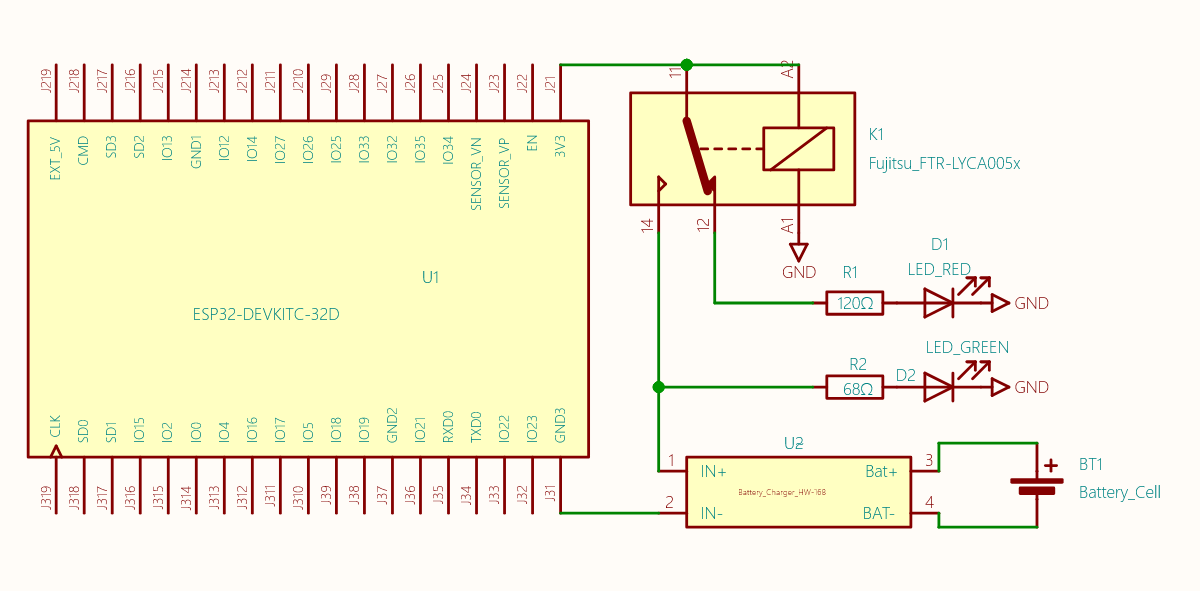 J219
J218
J217
J216
J215
J214
J213
J212
J211
J210
J29
J28
J27
J26
J25
J24
J23
J22
J21
11
A2
EXT_5V
CMD
SD3
SD2
IO13
GND1
IO12
IO14
IO27
IO26
IO25
IO33
IO32
IO35
IO34
SENSOR_VN
SENSOR_VP
EN
3V3
K1
Fujitsu_FTR-LYCA005x
14
12
A1
GND
U1
ESP32-DEVKITC-32D
D1
LED_RED
R1
120Ω
GND
LED_GREEN
R2
D2
68Ω
GND
CLK
SD0
SD1
IO15
IO2
IO0
IO4
IO16
IO17
IO5
IO18
IO19
GND2
IO21
RXD0
TXD0
IO22
IO23
GND3
U2
1
IN+
Bat+
3
Battery_Charger_HW-168
2
IN-
BAT-
4
+
BT1
Battery_Cell
J319
J318
J317
J316
J315
J314
J313
J312
J311
J310
J39
J38
J37
J36
J35
J34
J33
J32
J31